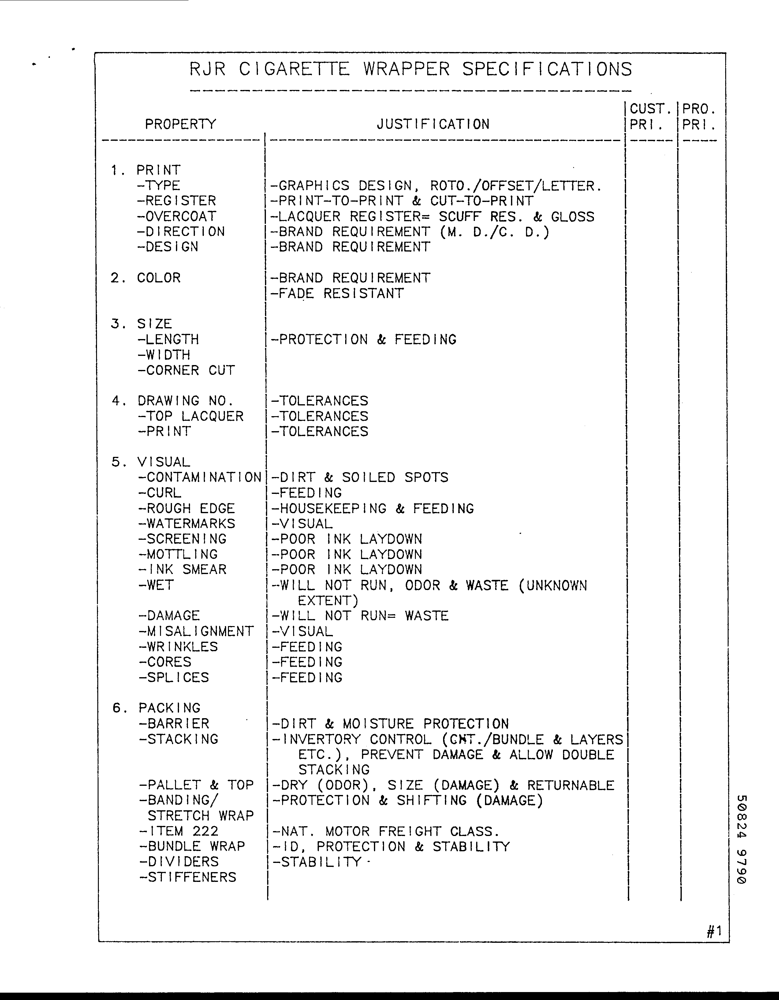 RJR CIGARETTE WRAPPER SPECIFICATIONS
PROPERTY JUSTIFICATION CUST. PRI. PRO. PRI.
1. PRINT
-TYPE -GRAPHICS DESIGN, ROTO./OFFSET/LETTER.
-REGISTER -PRINT-TO-PRINT & CUT-TO-PRINT
-OVERCOAT -LACQUER REGISTER= SCUFF RES. & GLOSS
-DIRECTION -BRAND REQUIREMENT (M. D./C. D.)
-DESIGN -BRAND REQUIREMENT
2. COLOR -BRAND REQUIREMENT
-FADE RESISTANT
3. SIZE
-LENGTH -PROTECTION & FEEDING
-WIDTH
-CORNER CUT
4. DRAWING NO. -TOLERANCES
-TOP LACQUER -TOLERANCES
-PRINT -TOLERANCES
5. VISUAL
-CONTAMINATION -DIRT & SOILED SPOTS
-CURL -FEEDING
-ROUGH EDGE -HOUSEKEEPING & FEEDING
-WATERMARKS -VISUAL
-SCREENING -POOR INK LAYDOWN
-MOTTLING -POOR INK LAYDOWN
-INK SMEAR -POOR INK LAYDOWN
-WET -WILL NOT RUN, ODOR & WASTE (UNKNOWN
EXTENT)
-DAMAGE -WILL NOT RUN= WASTE
-MISALIGNMENT -VISUAL
-WRINKLES -FEEDING
-CORES -FEEDING
-SPLICES -FEEDING
6. PACKING
-BARRIER -DIRT & MOISTURE PROTECTION
-STACKING -INVERTORY CONTROL (CNT./BUNDLE & LAYERS
ETC.), PREVENT DAMAGE & ALLOW DOUBLE
STACKING
-PALLET & TOP -DRY (ODOR), SIZE (DAMAGE) & RETURNABLE
-BANDING/ -PROTECTION & SHIFTING (DAMAGE)
STRETCH WRAP
-ITEM 222 -NAT. MOTOR FREIGHT CLASS.
-BUNDLE WRAP -ID, PROTECTION & STABILITY
-DIVIDERS -STABILITY
-STIFFENERS
#1
50824 9790